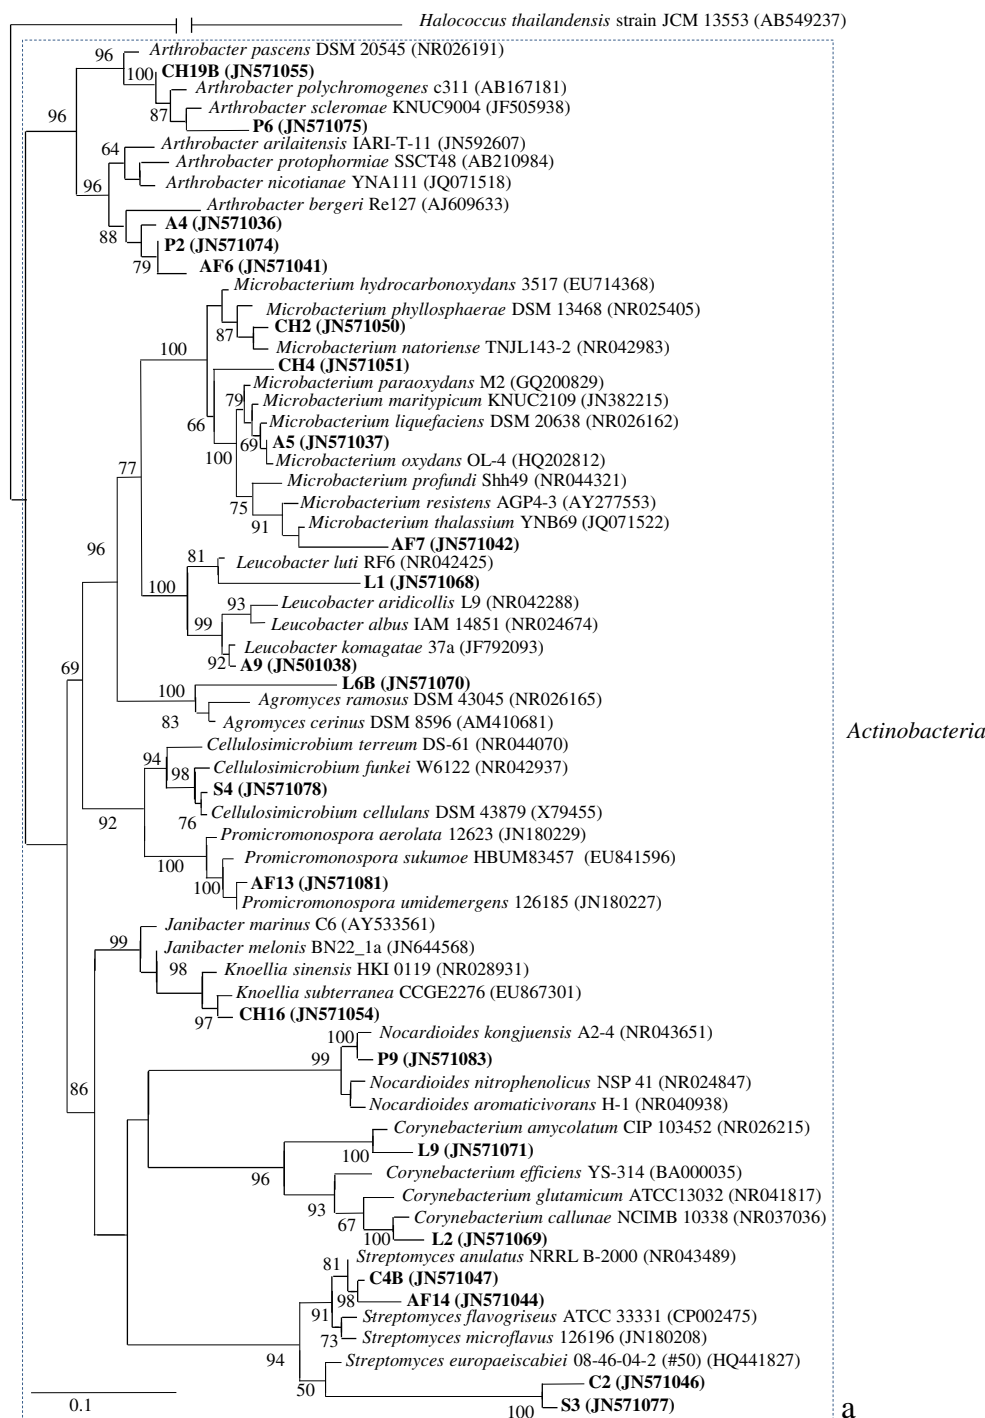 Halococcus thailandensis strain JCM 13553 (AB549237)
96
Arthrobacter pascens DSM 20545 (NR026191)
100
CH19B (JN571055)
Arthrobacter polychromogenes c311 (AB167181)
87
Arthrobacter scleromae KNUC9004 (JF505938)
96
P6 (JN571075)
64
Arthrobacter arilaitensis IARI-T-11 (JN592607)
Arthrobacter protophormiae SSCT48 (AB210984)
96
Arthrobacter nicotianae YNA111 (JQ071518)
Arthrobacter bergeri Re127 (AJ609633)
88
A4 (JN571036)
P2 (JN571074)
79
AF6 (JN571041)
Microbacterium hydrocarbonoxydans 3517 (EU714368)
Microbacterium phyllosphaerae DSM 13468 (NR025405)
87
CH2 (JN571050)
100
Microbacterium natoriense TNJL143-2 (NR042983)
CH4 (JN571051)
Microbacterium paraoxydans M2 (GQ200829)
79
Microbacterium maritypicum KNUC2109 (JN382215)
66
Microbacterium liquefaciens DSM 20638 (NR026162)
69
A5 (JN571037)
100
Microbacterium oxydans OL-4 (HQ202812)
77
Microbacterium profundi Shh49 (NR044321)
75
Microbacterium resistens AGP4-3 (AY277553)
91
Microbacterium thalassium YNB69 (JQ071522)
AF7 (JN571042)
96
81
Leucobacter luti RF6 (NR042425)
100
L1 (JN571068)
93
Leucobacter aridicollis L9 (NR042288)
99
Leucobacter albus IAM 14851 (NR024674)
Leucobacter komagatae 37a (JF792093)
92
A9 (JN501038)
69
L6B (JN571070)
100
Agromyces ramosus DSM 43045 (NR026165)
83
Agromyces cerinus DSM 8596 (AM410681)
Actinobacteria
Cellulosimicrobium terreum DS-61 (NR044070)
94
98
Cellulosimicrobium funkei W6122 (NR042937)
S4 (JN571078)
76
Cellulosimicrobium cellulans DSM 43879 (X79455)
92
Promicromonospora aerolata 12623 (JN180229)
100
Promicromonospora sukumoe HBUM83457 (EU841596)
100
AF13 (JN571081)
Promicromonospora umidemergens 126185 (JN180227)
Janibacter marinus C6 (AY533561)
99
Janibacter melonis BN22_1a (JN644568)
98
Knoellia sinensis HKI 0119 (NR028931)
Knoellia subterranea CCGE2276 (EU867301)
97
CH16 (JN571054)
100
Nocardioides kongjuensis A2-4 (NR043651)
99
P9 (JN571083)
Nocardioides nitrophenolicus NSP 41 (NR024847)
86
Nocardioides aromaticivorans H-1 (NR040938)
Corynebacterium amycolatum CIP 103452 (NR026215)
100
L9 (JN571071)
96
Corynebacterium efficiens YS-314 (BA000035)
93
Corynebacterium glutamicum ATCC13032 (NR041817)
67
Corynebacterium callunae NCIMB 10338 (NR037036)
100
L2 (JN571069)
Streptomyces anulatus NRRL B-2000 (NR043489)
81
C4B (JN571047)
98
AF14 (JN571044)
91
Streptomyces flavogriseus ATCC 33331 (CP002475)
73
Streptomyces microflavus 126196 (JN180208)
94
Streptomyces europaeiscabiei 08-46-04-2 (#50) (HQ441827)
50
C2 (JN571046)
100
S3 (JN571077)
0.1
a